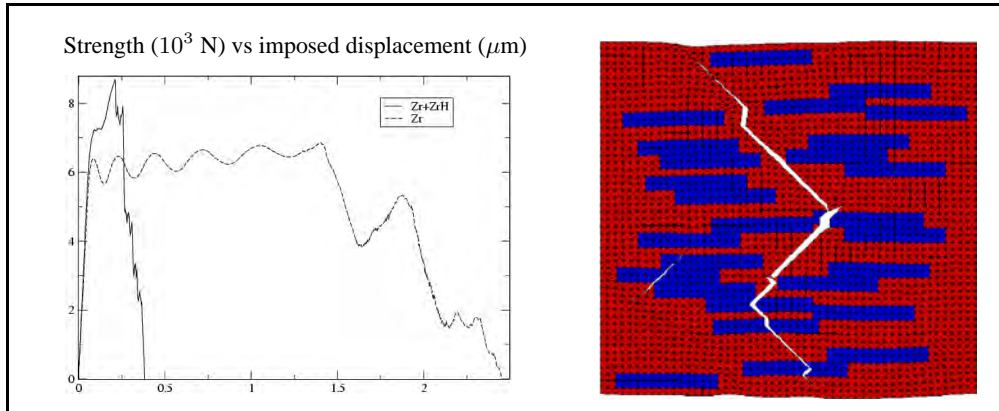 Strength (10³ N) vs imposed displacement (μm)
8
6
4
2
0
0 0.5 1 1.5 2
Zr+ZrH
Zr